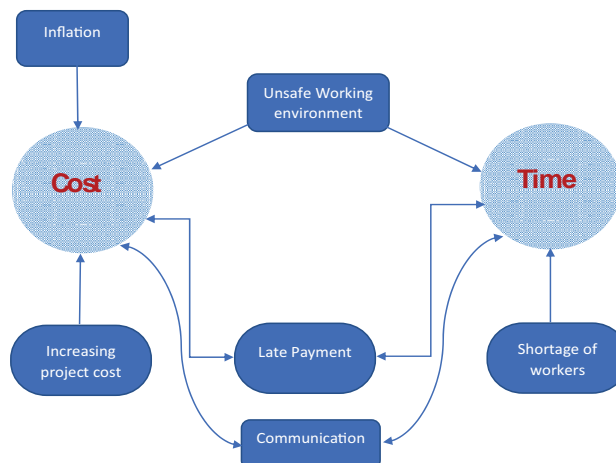 Inflation
Unsafe Working
environment
Cost
Time
Increasing
project cost
Late Payment
Shortage of
workers
Communication